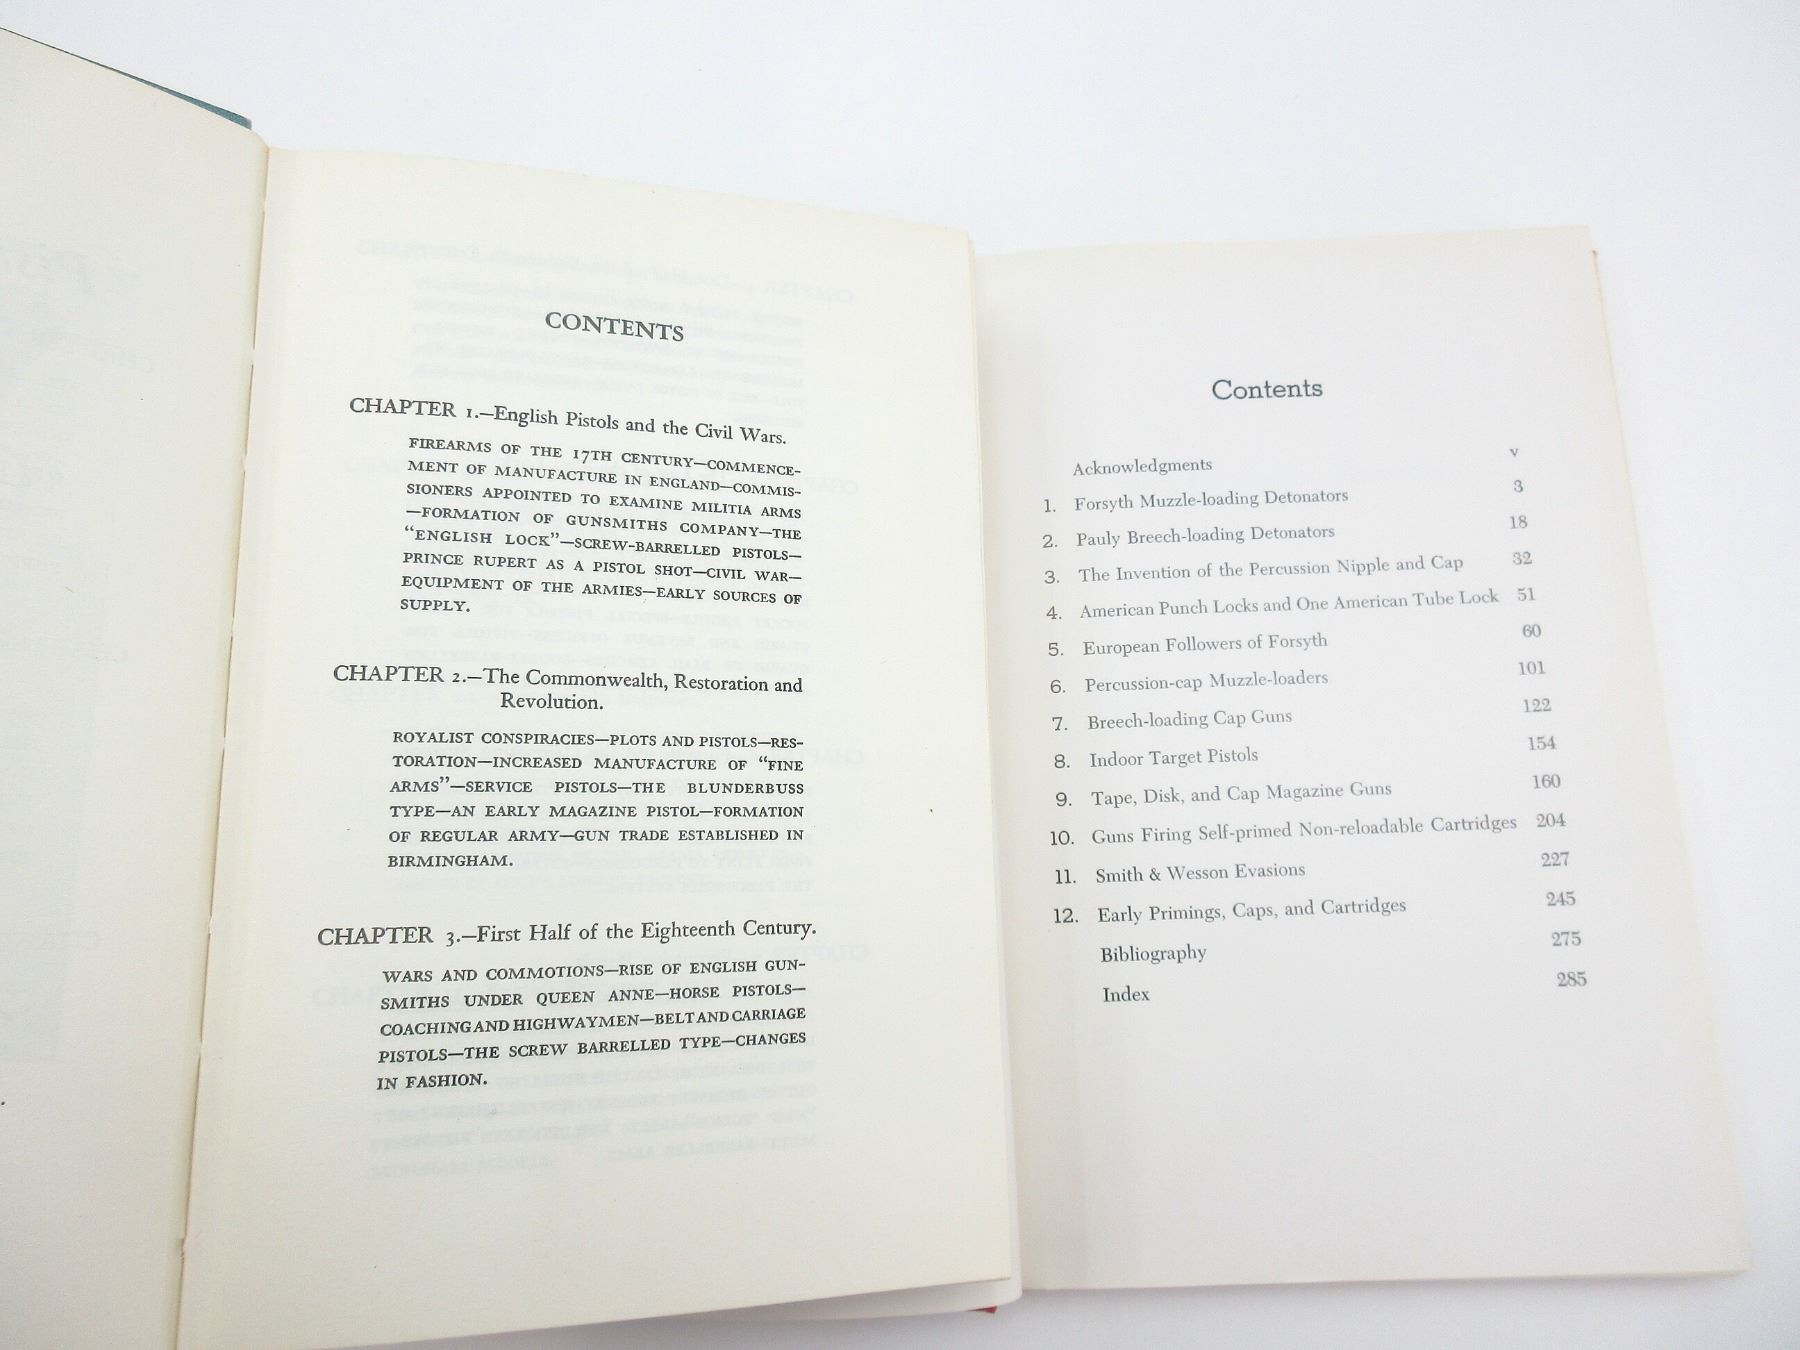 CONTENTS
CHAPTER 1.—English Pistols and the Civil Wars.
FIREARMS OF THE 17TH CENTURY—COMMENCE-
MENT OF MANUFACTURE IN ENGLAND—COMMIS-
SIONERS APPOINTED TO EXAMINE MILITIA ARMS
—FORMATION OF GUNSMITHS COMPANY—THE
“ENGLISH LOCK”—SCREW-BARRELLED PISTOLS—
PRINCE RUPERT AS A PISTOL SHOT—CIVIL WAR—
EQUIPMENT OF THE ARMIES—EARLY SOURCES OF
SUPPLY.
CHAPTER 2.—The Commonwealth, Restoration and
Revolution.
ROYALIST CONSPIRACIES—PLOTS AND PISTOLS—RES-
TORATION—INCREASED MANUFACTURE OF “FINE
ARMS”—SERVICE PISTOLS—THE BLUNDERBUSS
TYPE—AN EARLY MAGAZINE PISTOL—FORMATION
OF REGULAR ARMY—GUN TRADE ESTABLISHED IN
BIRMINGHAM.
CHAPTER 3.—First Half of the Eighteenth Century.
WARS AND COMMOTIONS—RISE OF ENGLISH GUN-
SMITHS UNDER QUEEN ANNE—HORSE PISTOLS—
COACHING AND HIGHWAYMEN—BELT AND CARRIAGE
PISTOLS—THE SCREW BARRELLED TYPE—CHANGES
IN FASHION.
Contents
Acknowledgments v
1. Forsyth Muzzle-loading Detonators 3
2. Pauly Breech-loading Detonators 18
3. The Invention of the Percussion Nipple and Cap 32
4. American Punch Locks and One American Tube Lock 51
5. European Followers of Forsyth 60
6. Percussion-cap Muzzle-loaders 101
7. Breech-loading Cap Guns 122
8. Indoor Target Pistols 154
9. Tape, Disk, and Cap Magazine Guns 160
10. Guns Firing Self-primed Non-reloadable Cartridges 204
11. Smith & Wesson Evasions 227
12. Early Primings, Caps, and Cartridges 245
Bibliography 275
Index 285